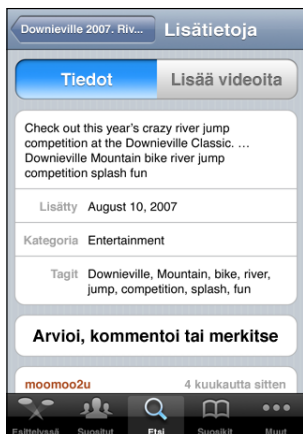 Downieville 2007. Riv...
Lisätietoja
Tiedot
Lisää videoita
Check out this year's crazy river jump
competition at the Downieville Classic. ...
Downieville Mountain bike river jump
competition splash fun
Lisätty August 10, 2007
Kategoria Entertainment
Tagit Downieville, Mountain, bike, river,
jump, competition, splash, fun
Arvioi, kommentoi tai merkitse
moomoo2u 4 kuukautta sitten
Esittelyssä Suositut Etsi Suosikit Muut